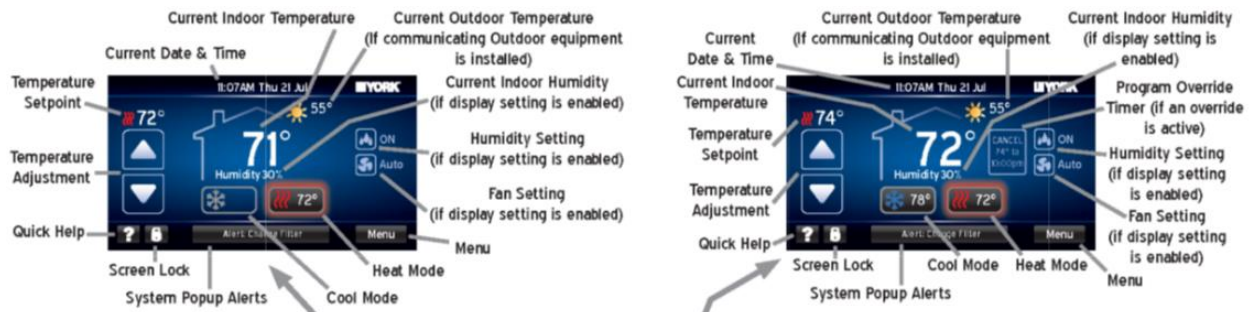 Current Indoor Temperature
Current Outdoor Temperature
(If communicating Outdoor equipment
is installed)
Current Date & Time
Temperature
Setpoint
Current Indoor Humidity
(if display setting is enabled)
Humidity Setting
(if display setting is enabled)
Temperature
Adjustment
Fan Setting
(if display setting is enabled)
Quick Help
Menu
Screen Lock
Heat Mode
System Popup Alerts
Cool Mode
11:07AM Thu 21 Jul
YORK
72°
55°
71°
ON
Auto
Humidity 30%
72°
?
Alert: Change Filter
Menu
Current Outdoor Temperature
(If communicating Outdoor equipment
is installed)
Current Indoor Humidity
(if display setting is
enabled)
Current
Date & Time
Current Indoor
Temperature
Program Override
Timer (if an override
is active)
Temperature
Setpoint
Humidity Setting
(if display setting
is enabled)
Temperature
Adjustment
Fan Setting
(if display setting
is enabled)
Quick Help
Menu
Screen Lock
Cool Mode
Heat Mode
System Popup Alerts
11:07AM Thu 21 Jul
YORK
74°
55°
72°
CANCEL
74° to
10:00pm
ON
Auto
Humidity 30%
78°
72°
?
Alert: Change Filter
Menu